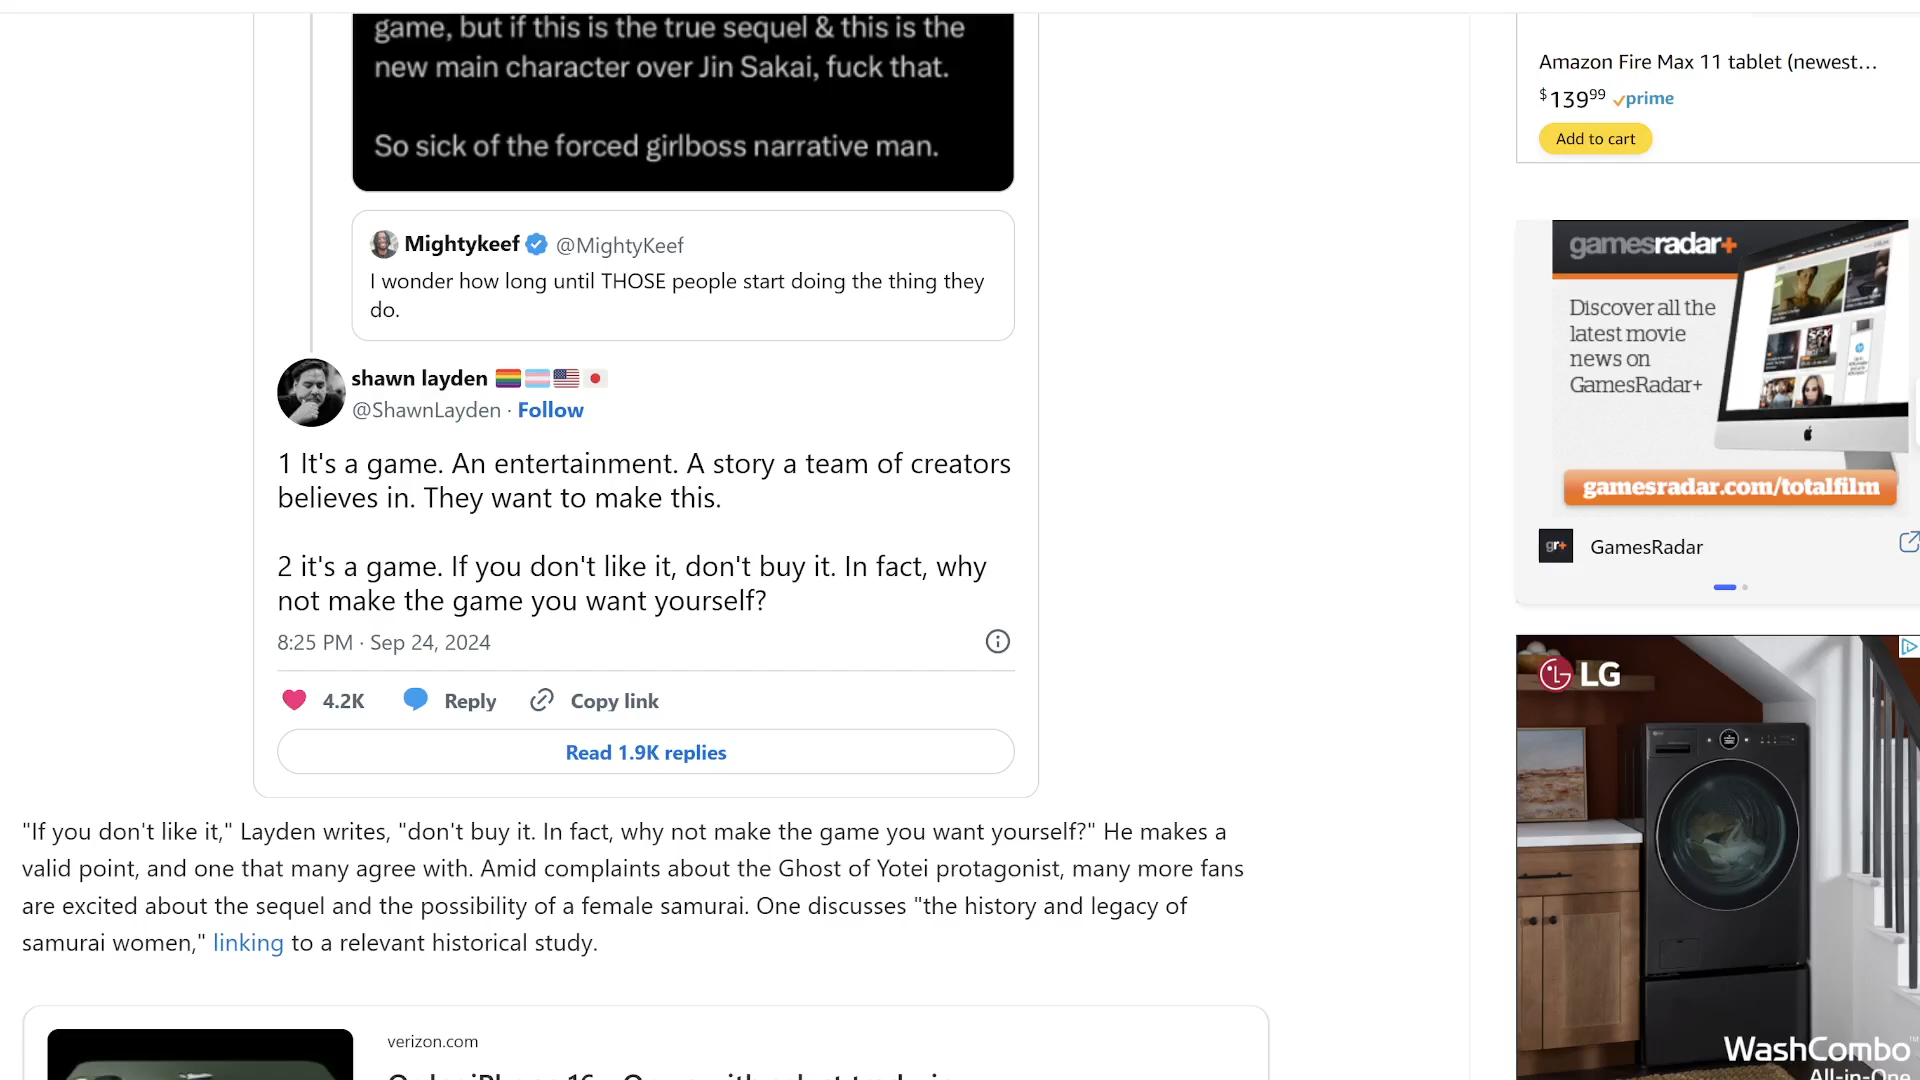 game, but if this is the true sequel & this is the
new main character over Jin Sakai, fuck that.
So sick of the forced girlboss narrative man.
Mightykeef @MightyKeef
I wonder how long until THOSE people start doing the thing they
do.
shawn layden
@ShawnLayden · Follow
1 It's a game. An entertainment. A story a team of creators
believes in. They want to make this.
2 it's a game. If you don't like it, don't buy it. In fact, why
not make the game you want yourself?
8:25 PM · Sep 24, 2024
4.2K Reply Copy link
Read 1.9K replies
"If you don't like it," Layden writes, "don't buy it. In fact, why not make the game you want yourself?" He makes a
valid point, and one that many agree with. Amid complaints about the Ghost of Yotei protagonist, many more fans
are excited about the sequel and the possibility of a female samurai. One discusses "the history and legacy of
samurai women," linking to a relevant historical study.
verizon.com
Amazon Fire Max 11 tablet (newest...
$139⁹⁹ prime
Add to cart
gamesradar+
Discover all the
latest movie
news on
GamesRadar+
gamesradar.com/totalfilm
gr+ GamesRadar
LG
WashCombo™
All-in-One